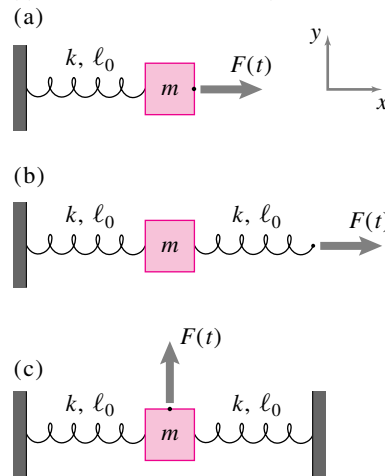 (a)
k, ℓ₀
m
F(t)
y
x
(b)
k, ℓ₀
m
k, ℓ₀
F(t)
(c)
F(t)
k, ℓ₀
m
k, ℓ₀